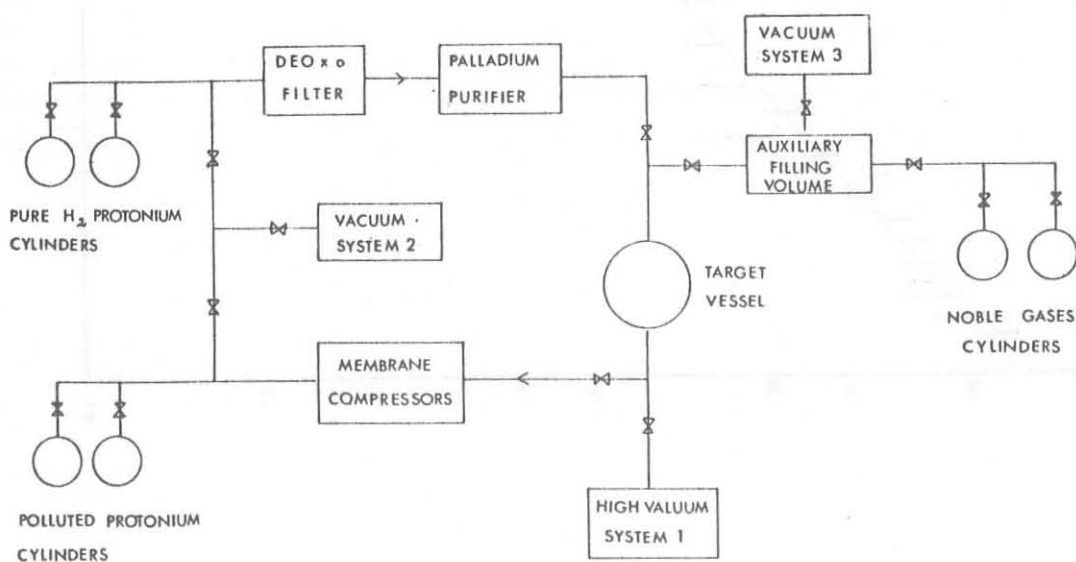 DEO x o
FILTER
PALLADIUM
PURIFIER
VACUUM
SYSTEM 3
AUXILIARY
FILLING
VOLUME
PURE H₂ PROTONIUM
CYLINDERS
VACUUM
SYSTEM 2
TARGET
VESSEL
NOBLE GASES
CYLINDERS
MEMBRANE
COMPRESSORS
POLLUTED PROTONIUM
CYLINDERS
HIGH VALUUM
SYSTEM 1